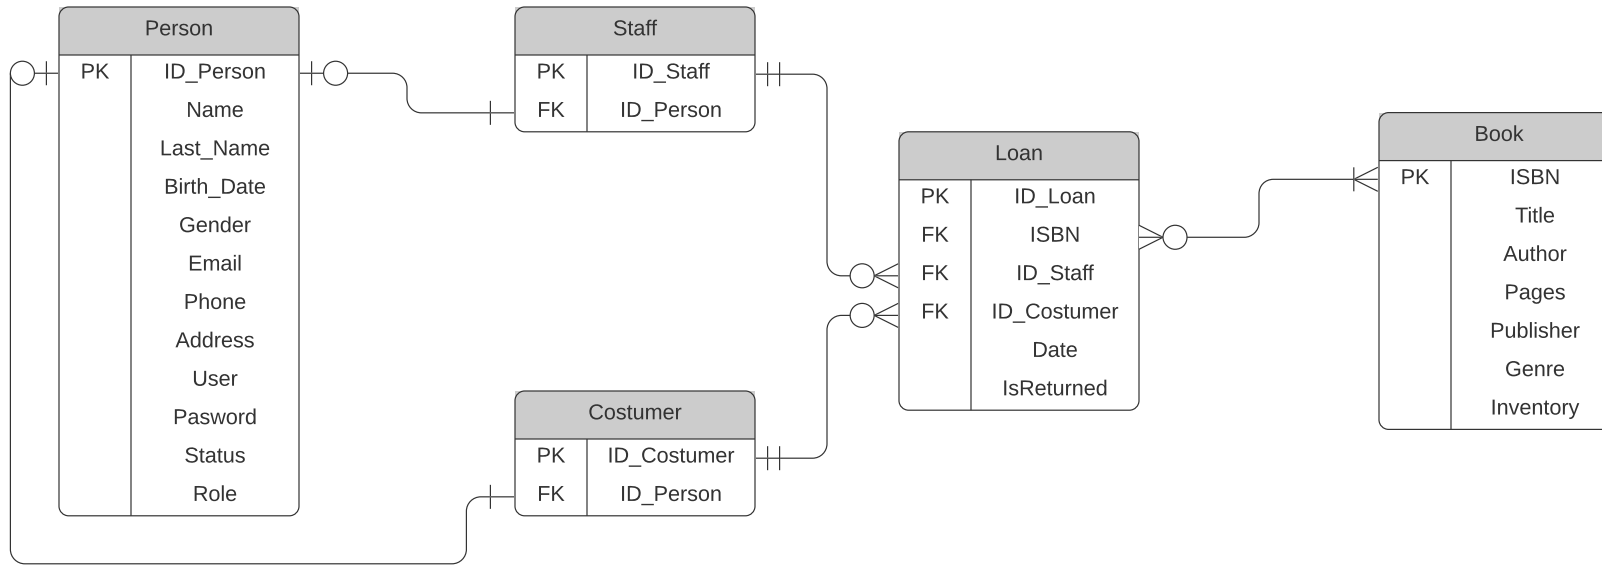 Person
PK ID_Person
Name
Last_Name
Birth_Date
Gender
Email
Phone
Address
User
Pasword
Status
Role
Staff
PK ID_Staff
FK ID_Person
Costumer
PK ID_Costumer
FK ID_Person
Loan
PK ID_Loan
FK ISBN
FK ID_Staff
FK ID_Costumer
Date
IsReturned
Book
PK ISBN
Title
Author
Pages
Publisher
Genre
Inventory